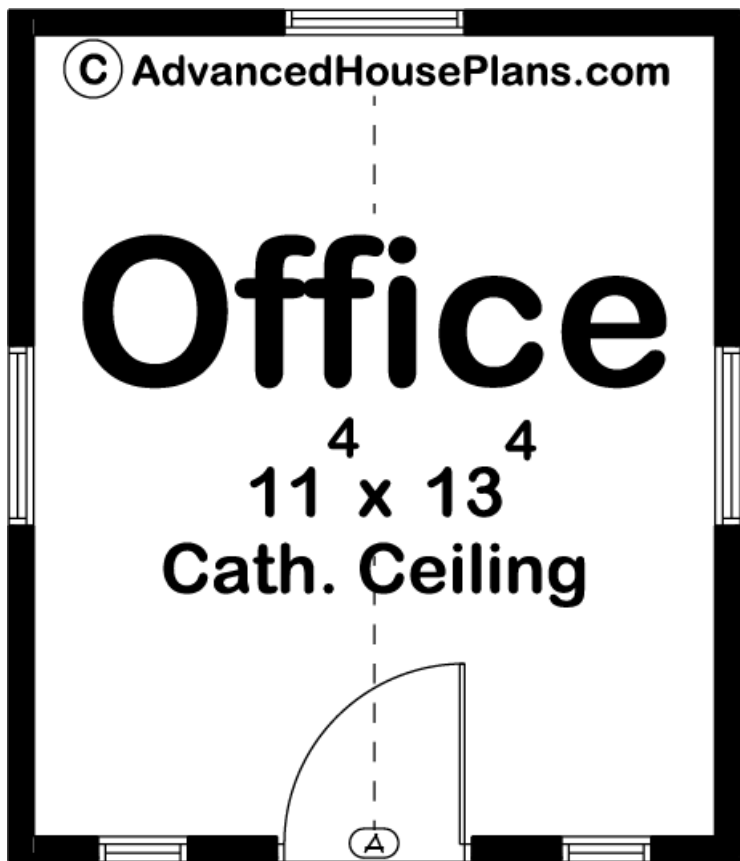 © AdvancedHousePlans.com
Office
11⁴ x 13⁴
Cath. Ceiling
A